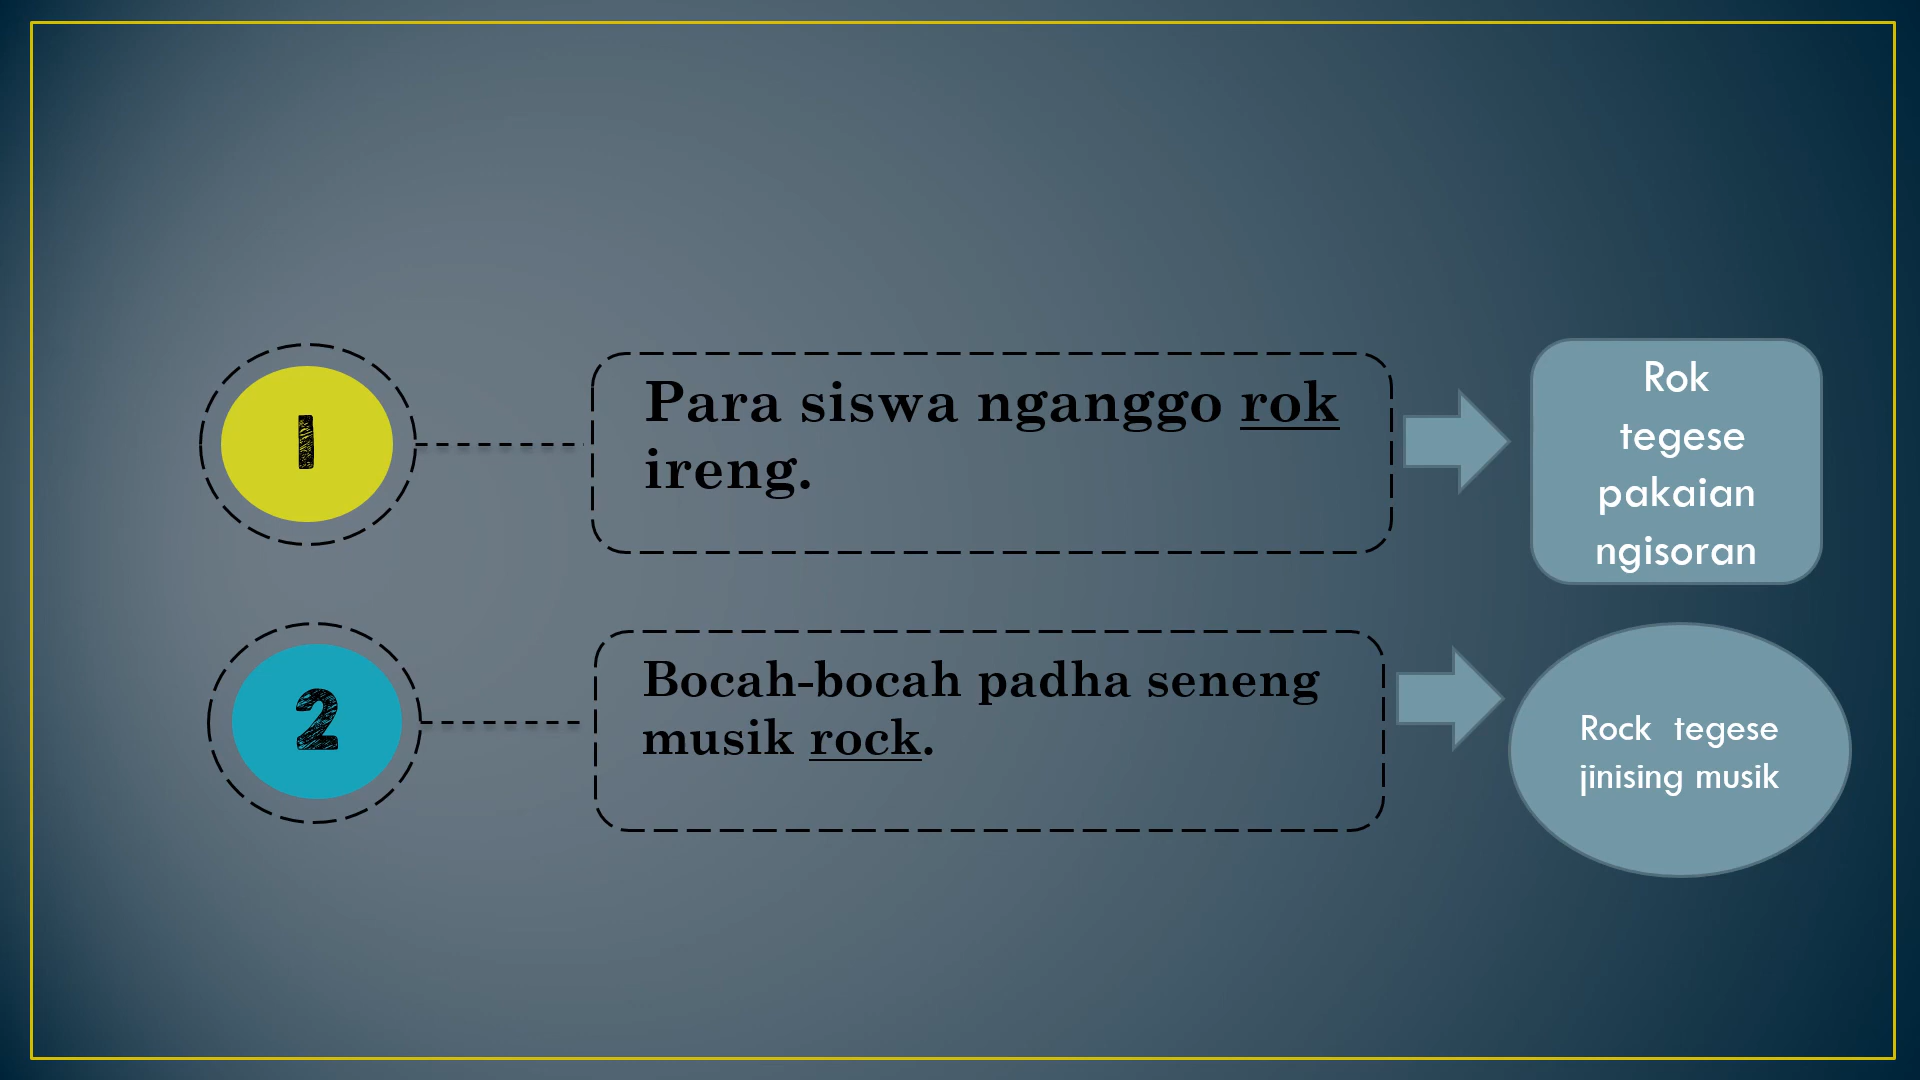 1
Para siswa nganggo rok
ireng.
Rok
tegese
pakaian
ngisoran
2
Bocah-bocah padha seneng
musik rock.
Rock tegese
jinising musik